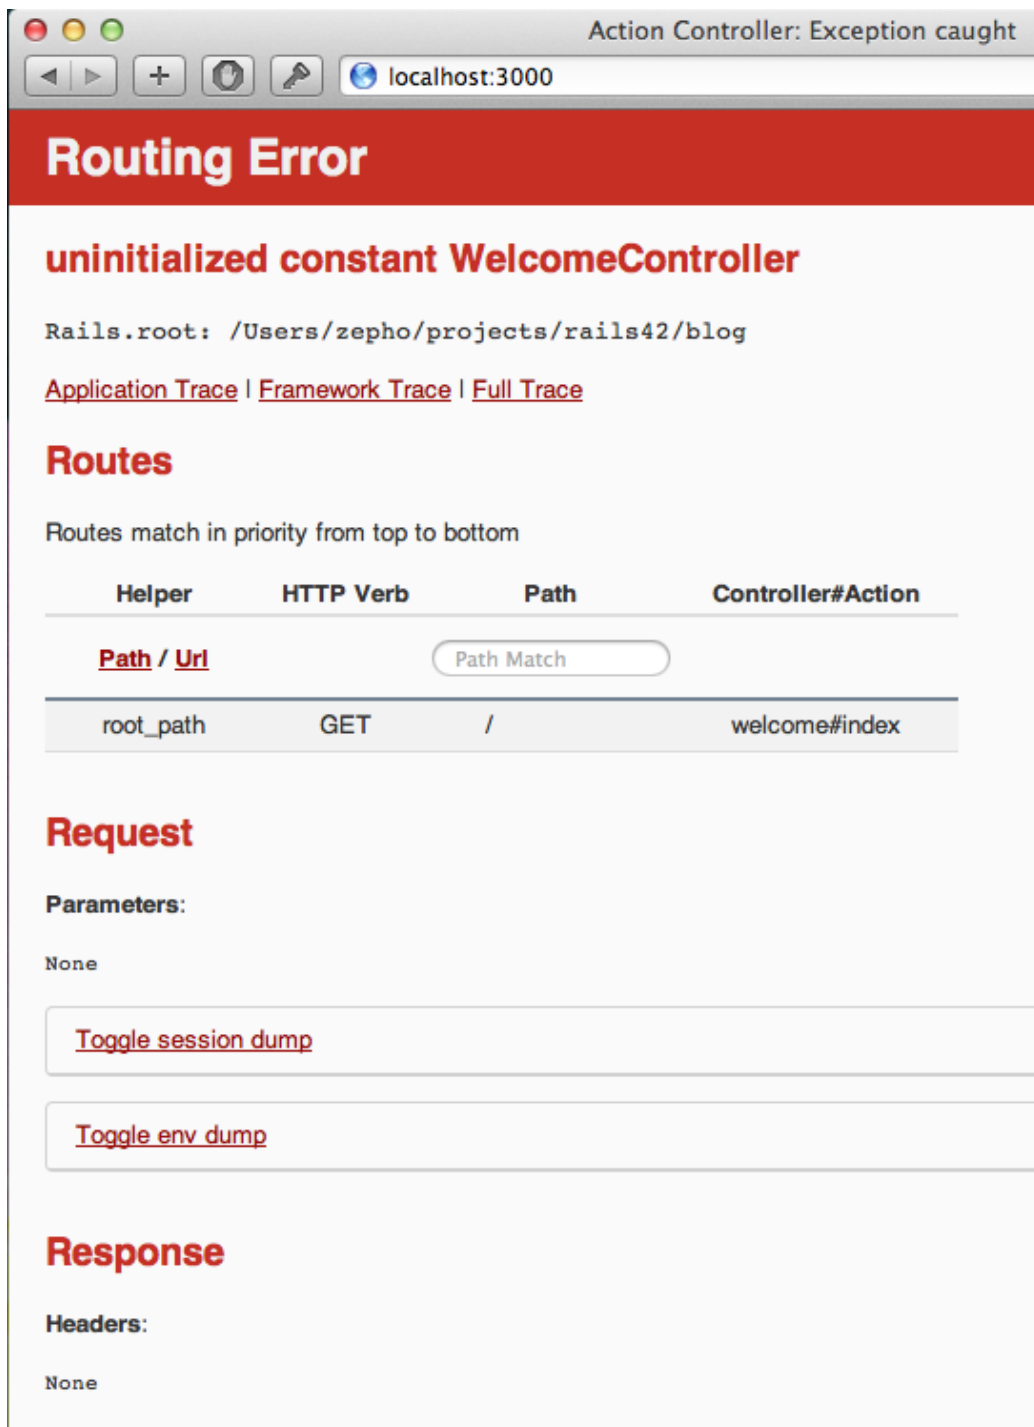 Action Controller: Exception caught
localhost:3000
Routing Error
uninitialized constant WelcomeController
Rails.root: /Users/zepho/projects/rails42/blog
Application Trace | Framework Trace | Full Trace
Routes
Routes match in priority from top to bottom
Helper HTTP Verb Path Controller#Action
Path / Url Path Match
root_path GET / welcome#index
Request
Parameters:
None
Toggle session dump
Toggle env dump
Response
Headers:
None